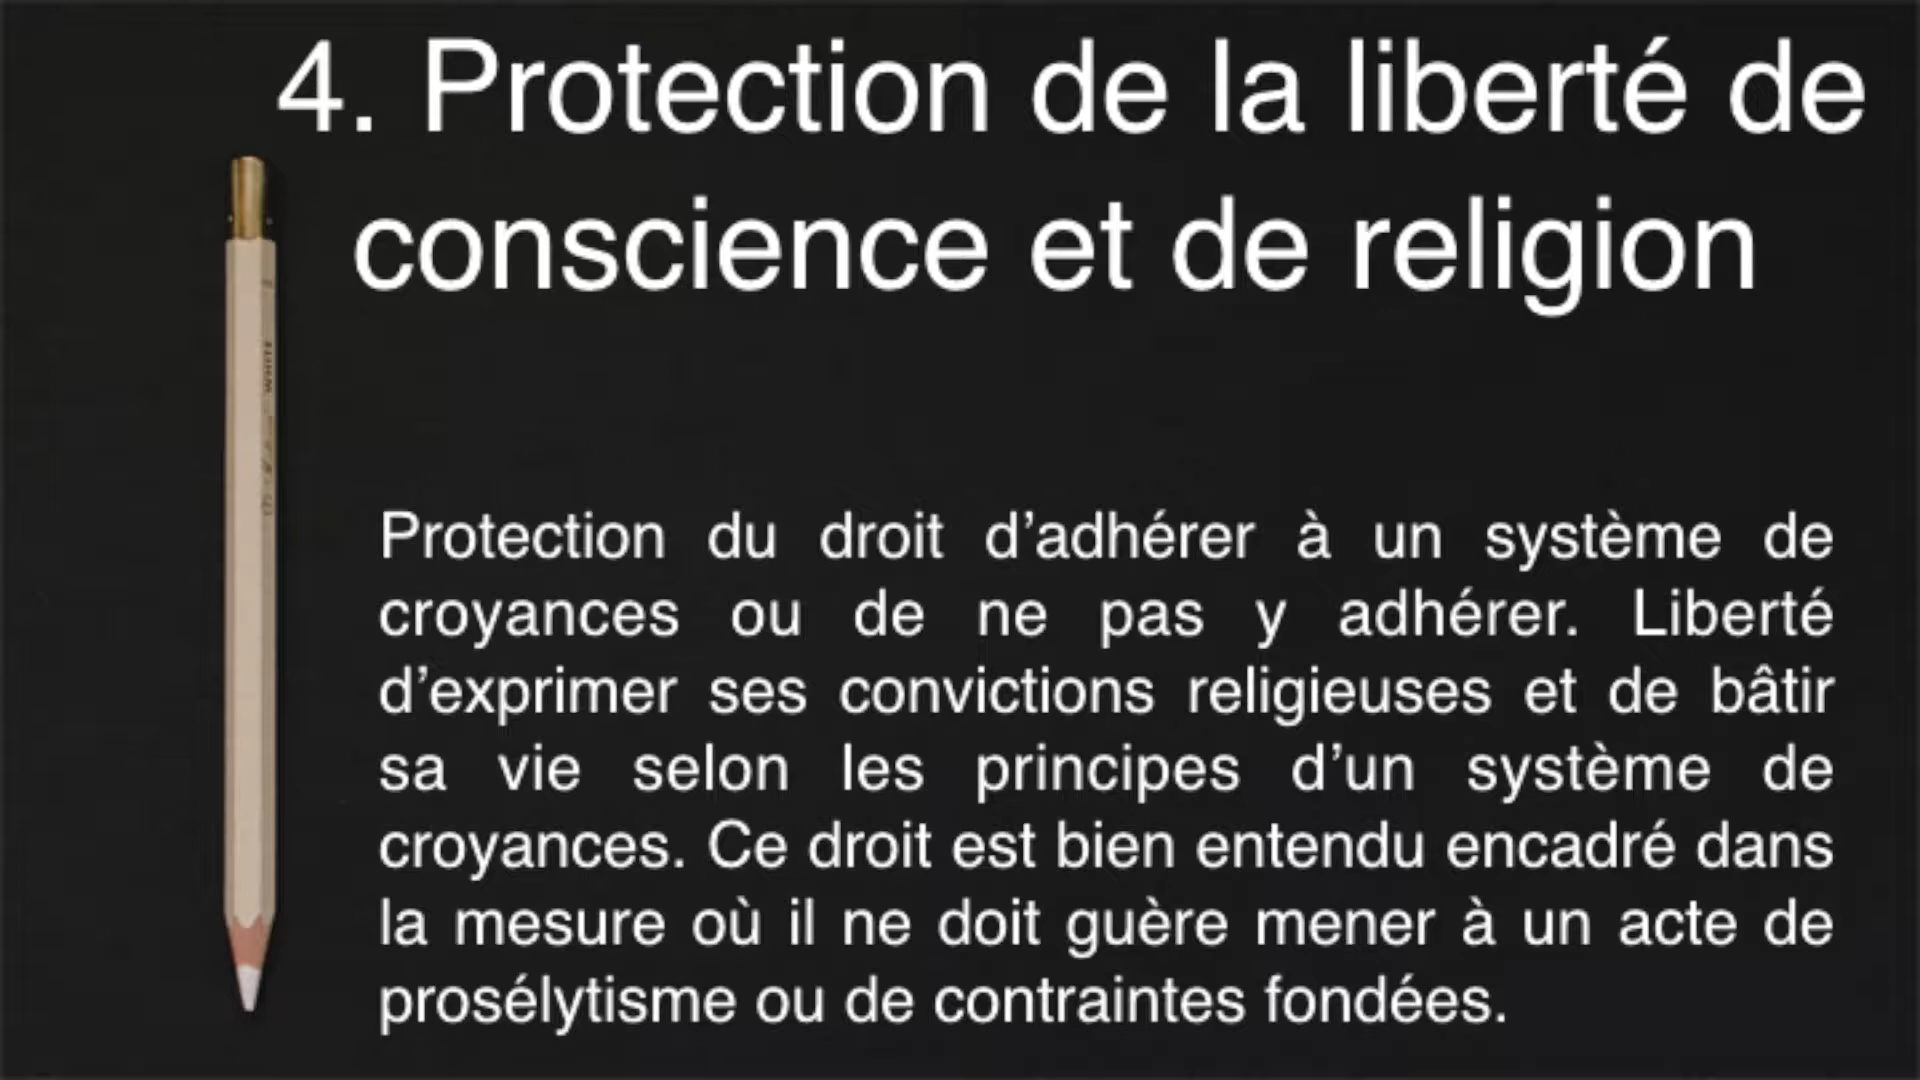 4. Protection de la liberté de
conscience et de religion
Protection du droit d’adhérer à un système de
croyances ou de ne pas y adhérer. Liberté
d’exprimer ses convictions religieuses et de bâtir
sa vie selon les principes d’un système de
croyances. Ce droit est bien entendu encadré dans
la mesure où il ne doit guère mener à un acte de
prosélytisme ou de contraintes fondées.
WHITE